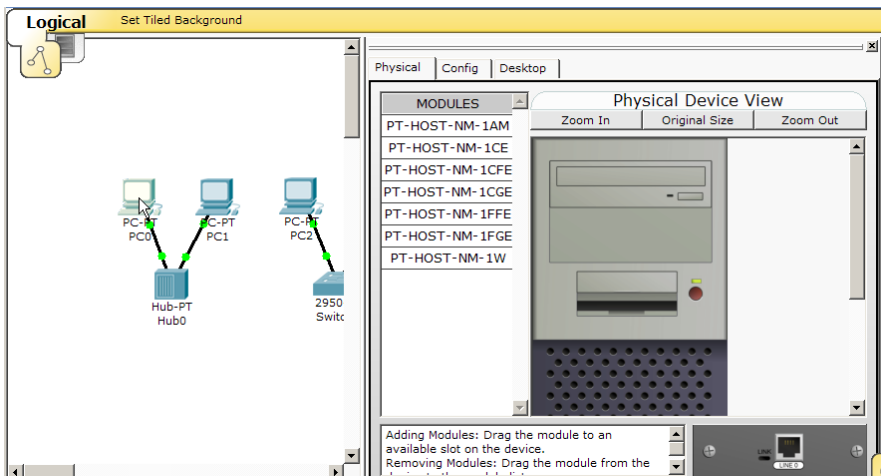 Logical
Set Tiled Background
Physical
Config
Desktop
MODULES
PT-HOST-NM-1AM
PT-HOST-NM-1CE
PT-HOST-NM-1CFE
PT-HOST-NM-1CGE
PT-HOST-NM-1FFE
PT-HOST-NM-1FGE
PT-HOST-NM-1W
Physical Device View
Zoom In
Original Size
Zoom Out
PC-PT
PC0
PC-PT
PC1
PC2
Hub-PT
Hub0
2950
Adding Modules: Drag the module to an
available slot on the device.
Removing Modules: Drag the module from the
LINK
LINE 0